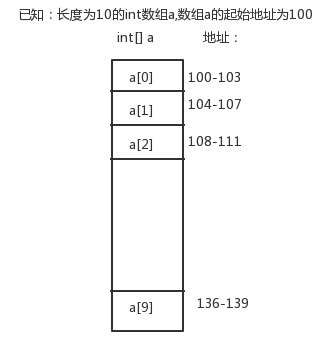 已知：长度为10的int数组a,数组a的起始地址为100
int[] a 地址：
a[0] 100-103
a[1] 104-107
a[2] 108-111
a[9] 136-139